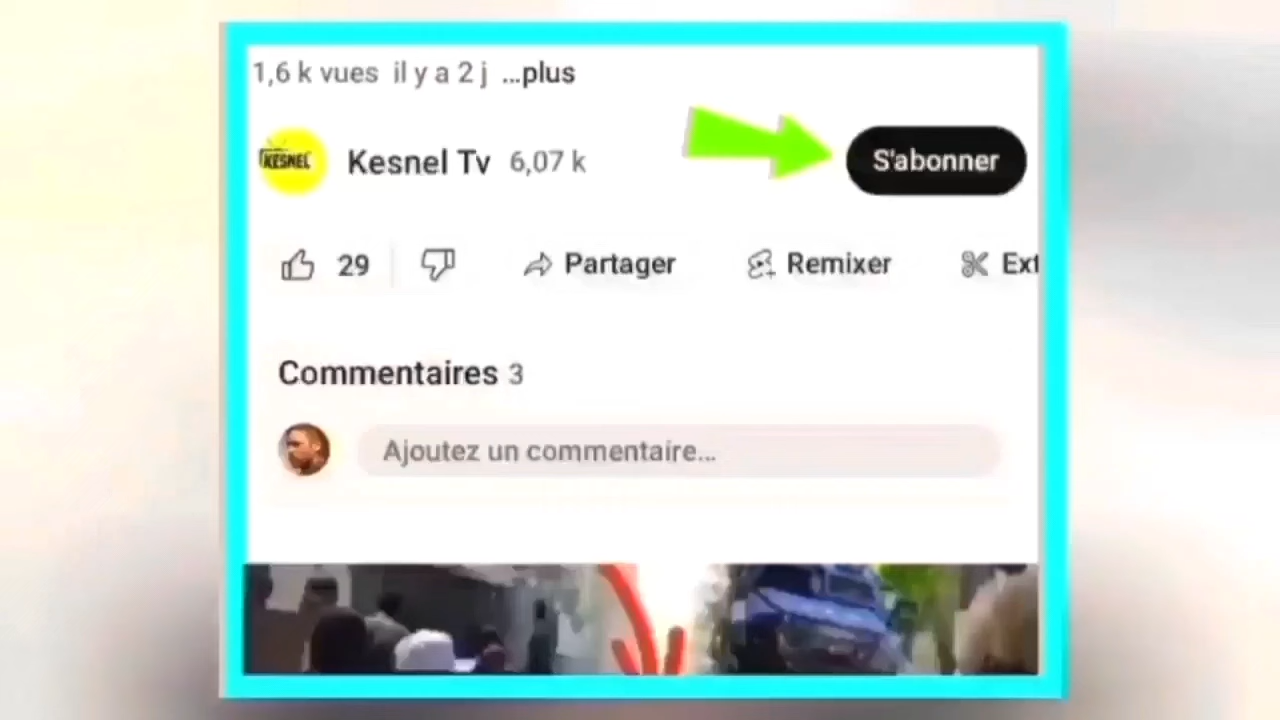 1,6 k vues il y a 2 j ...plus
KESNEL
Kesnel Tv 6,07 k
S'abonner
29
Partager
Remixer
Ext
Commentaires 3
Ajoutez un commentaire...